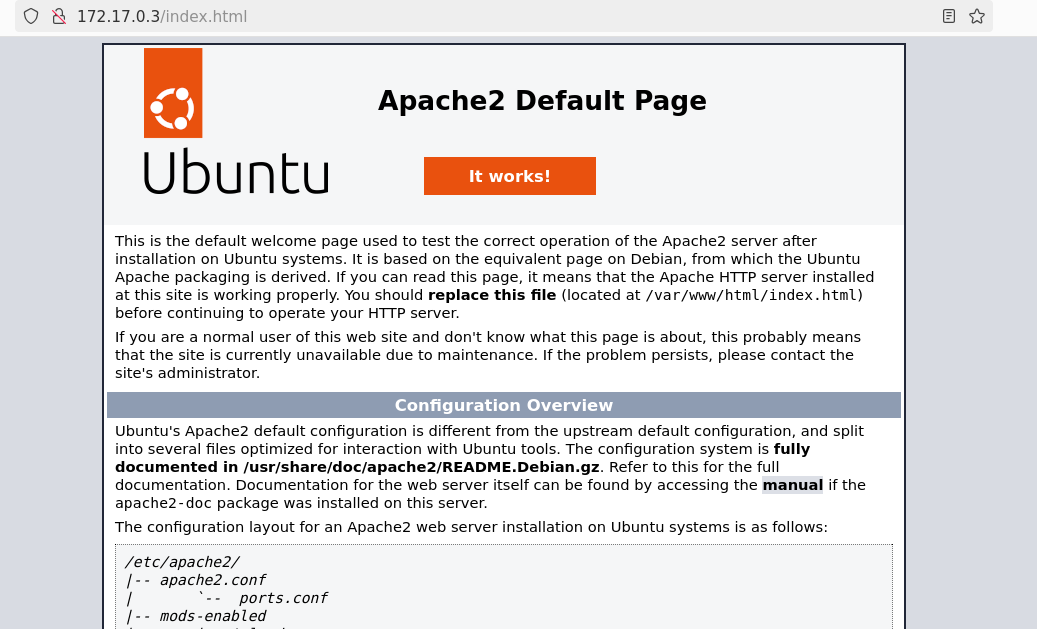 172.17.0.3/index.html
Apache2 Default Page
Ubuntu
It works!
This is the default welcome page used to test the correct operation of the Apache2 server after
installation on Ubuntu systems. It is based on the equivalent page on Debian, from which the Ubuntu
Apache packaging is derived. If you can read this page, it means that the Apache HTTP server installed
at this site is working properly. You should replace this file (located at /var/www/html/index.html)
before continuing to operate your HTTP server.
If you are a normal user of this web site and don't know what this page is about, this probably means
that the site is currently unavailable due to maintenance. If the problem persists, please contact the
site's administrator.
Configuration Overview
Ubuntu's Apache2 default configuration is different from the upstream default configuration, and split
into several files optimized for interaction with Ubuntu tools. The configuration system is fully
documented in /usr/share/doc/apache2/README.Debian.gz. Refer to this for the full
documentation. Documentation for the web server itself can be found by accessing the manual if the
apache2-doc package was installed on this server.
The configuration layout for an Apache2 web server installation on Ubuntu systems is as follows:
/etc/apache2/
|-- apache2.conf
|       `--  ports.conf
|-- mods-enabled